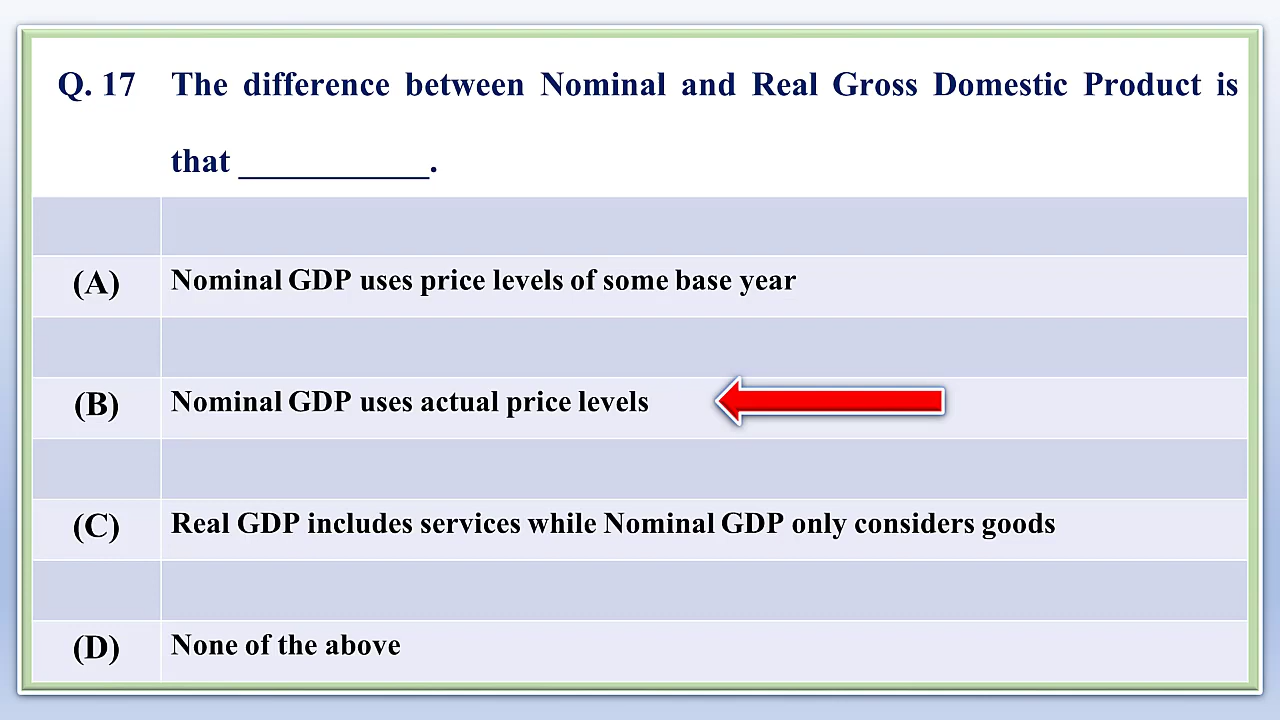 Q. 17 The difference between Nominal and Real Gross Domestic Product is
that ___________.
(A) Nominal GDP uses price levels of some base year
(B) Nominal GDP uses actual price levels
(C) Real GDP includes services while Nominal GDP only considers goods
(D) None of the above